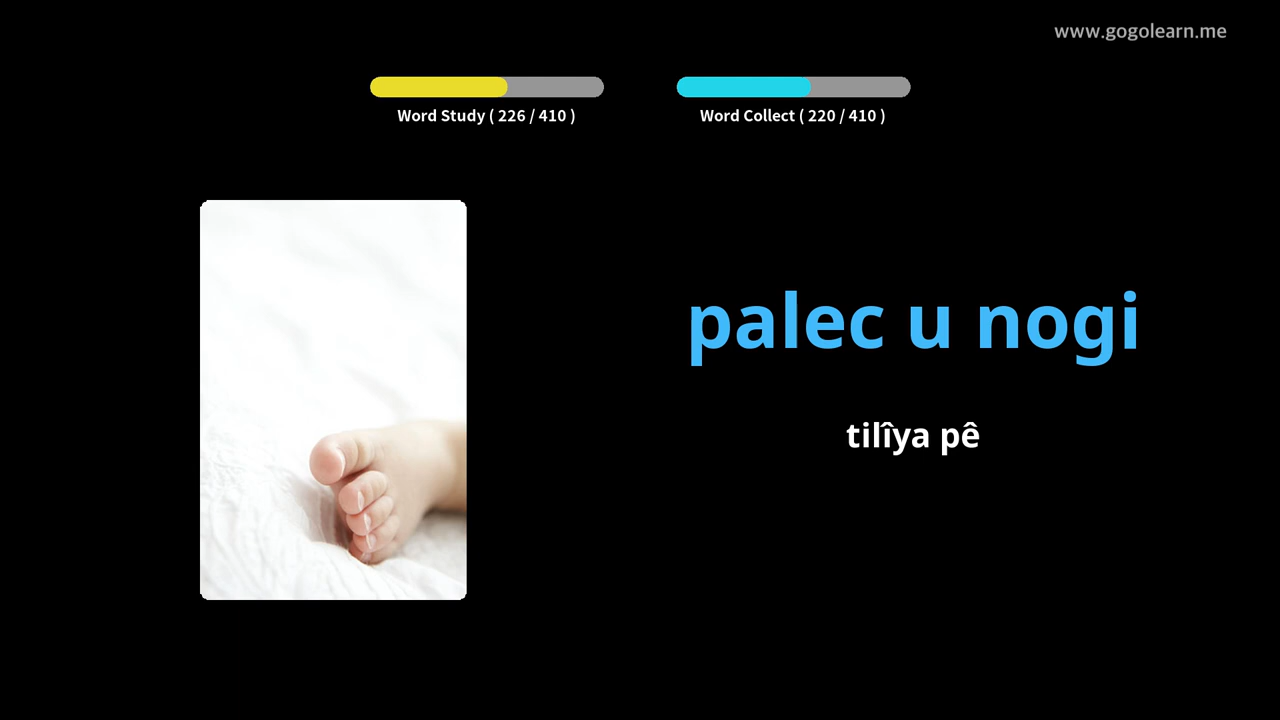 www.gogolearn.me
Word Study ( 226 / 410 )
Word Collect ( 220 / 410 )
palec u nogi
tilîya pê